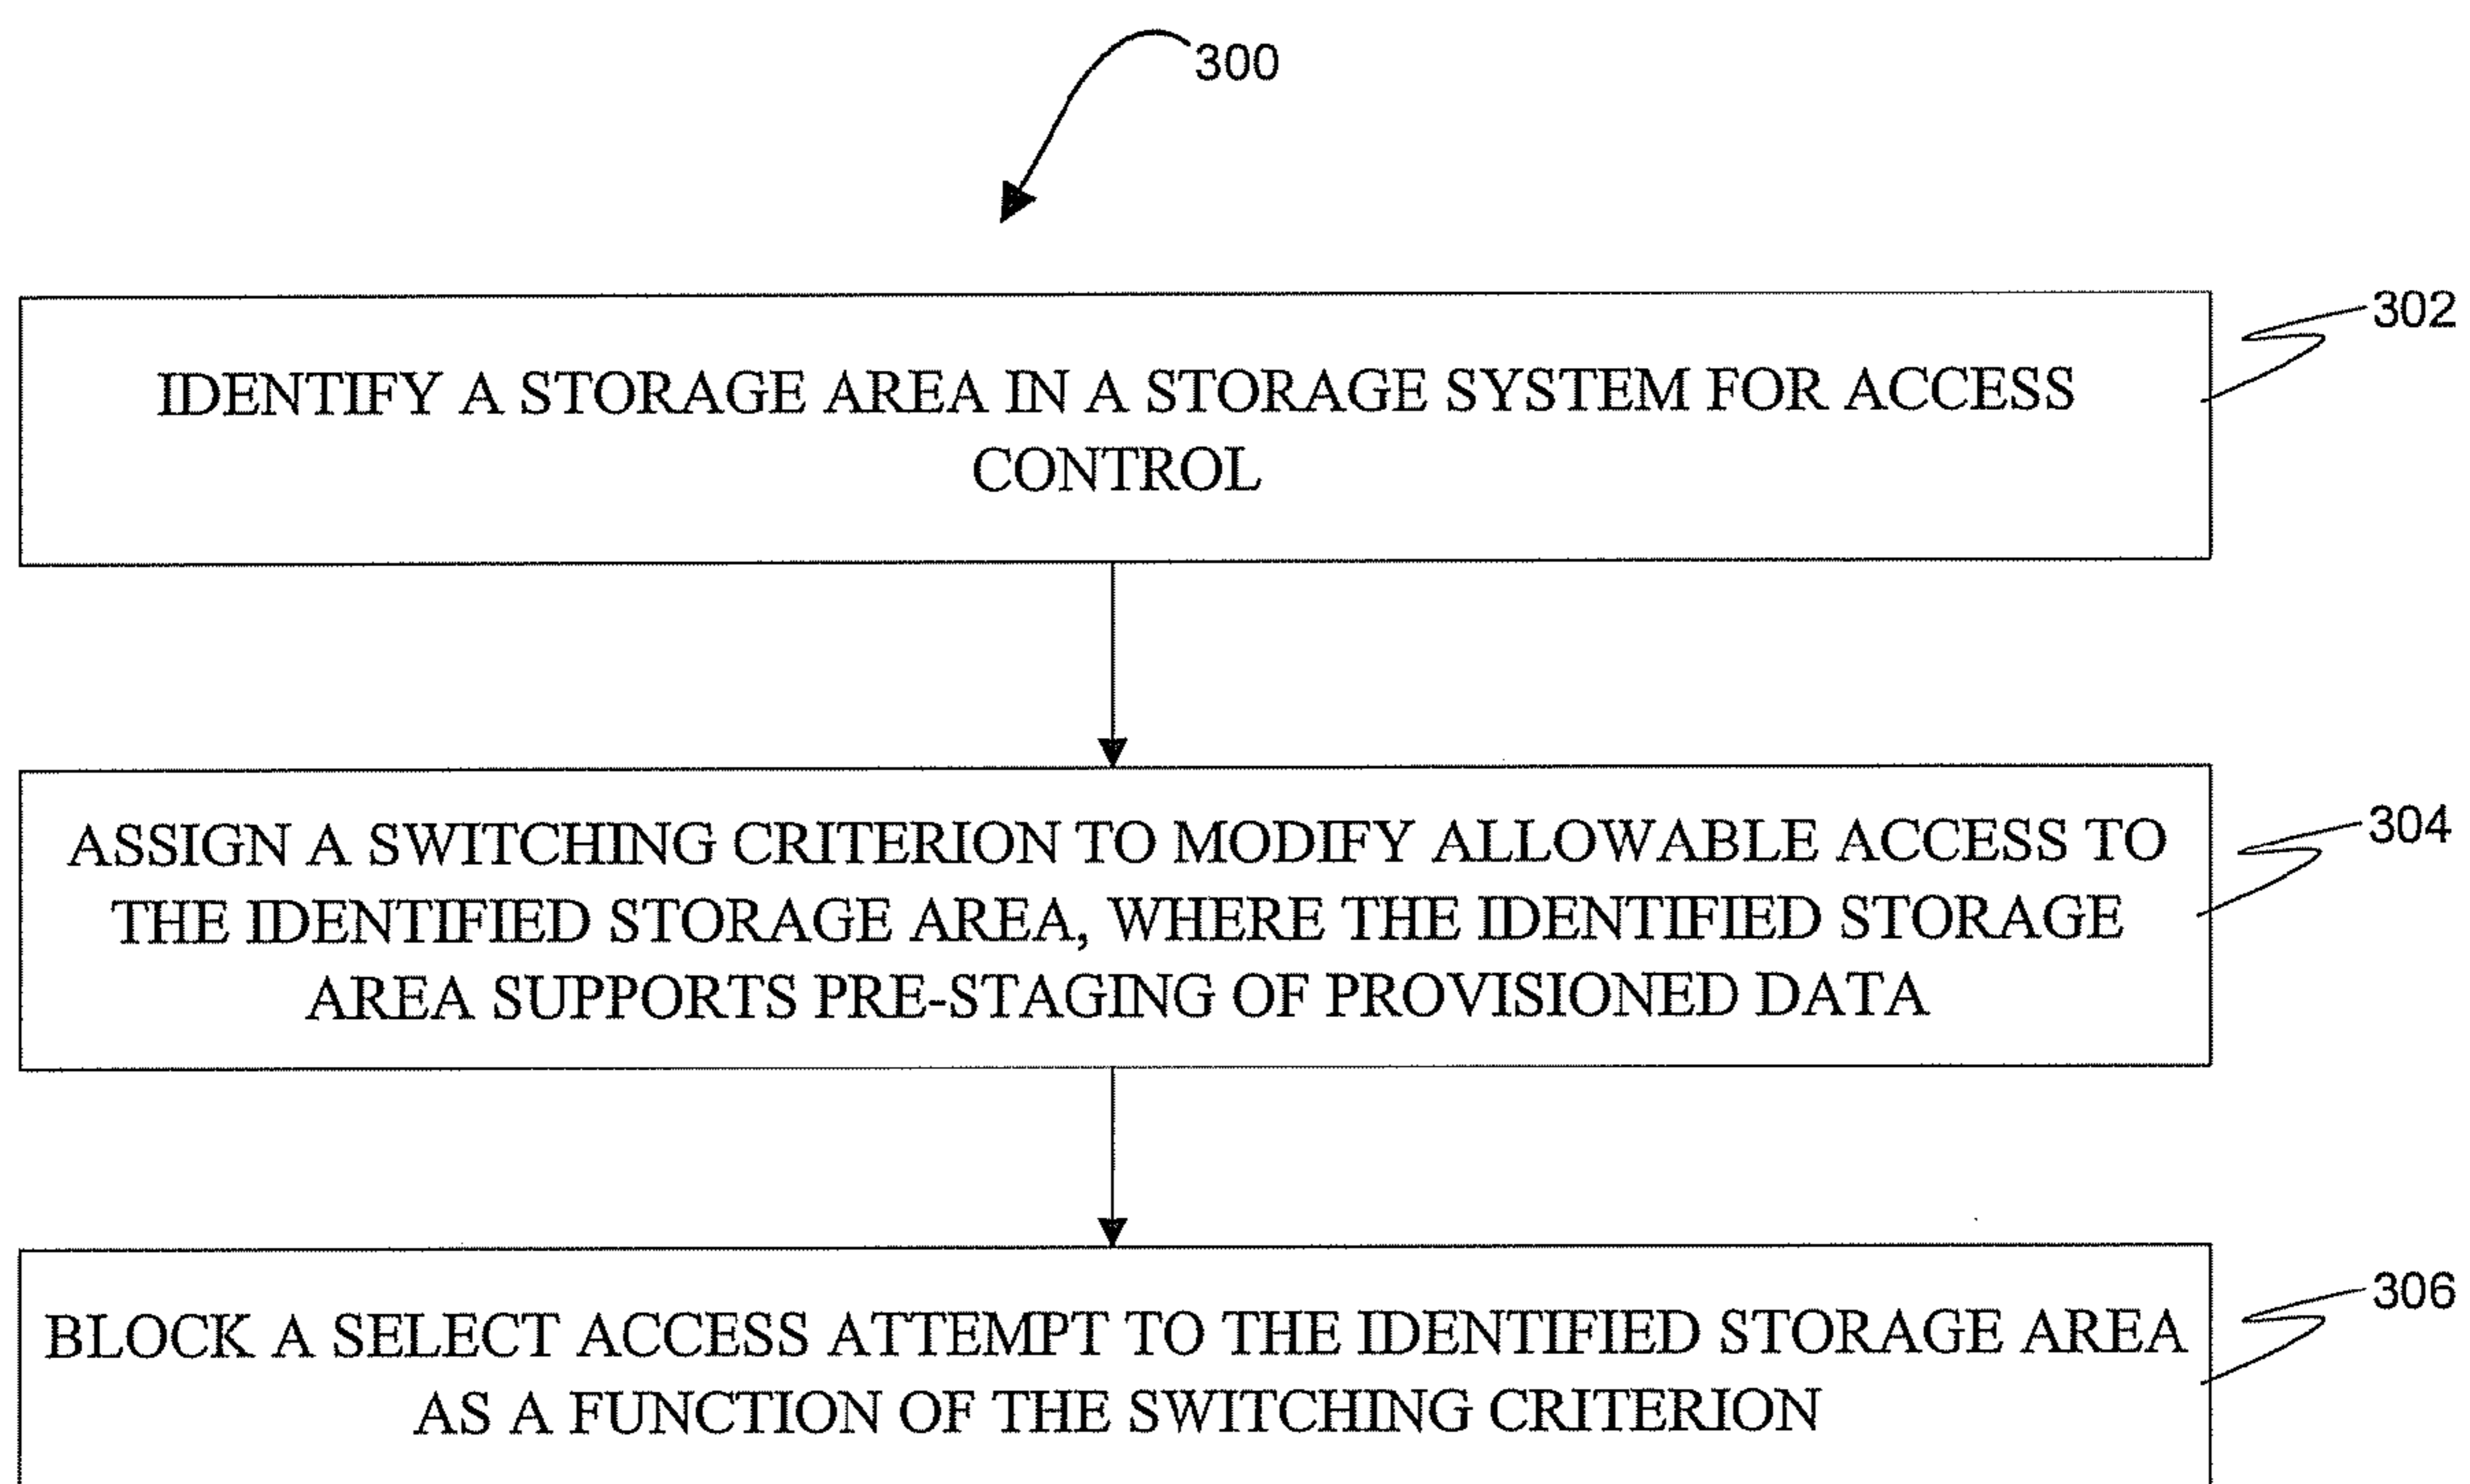 300
302
IDENTIFY A STORAGE AREA IN A STORAGE SYSTEM FOR ACCESS
CONTROL
304
ASSIGN A SWITCHING CRITERION TO MODIFY ALLOWABLE ACCESS TO
THE IDENTIFIED STORAGE AREA, WHERE THE IDENTIFIED STORAGE
AREA SUPPORTS PRE-STAGING OF PROVISIONED DATA
306
BLOCK A SELECT ACCESS ATTEMPT TO THE IDENTIFIED STORAGE AREA
AS A FUNCTION OF THE SWITCHING CRITERION